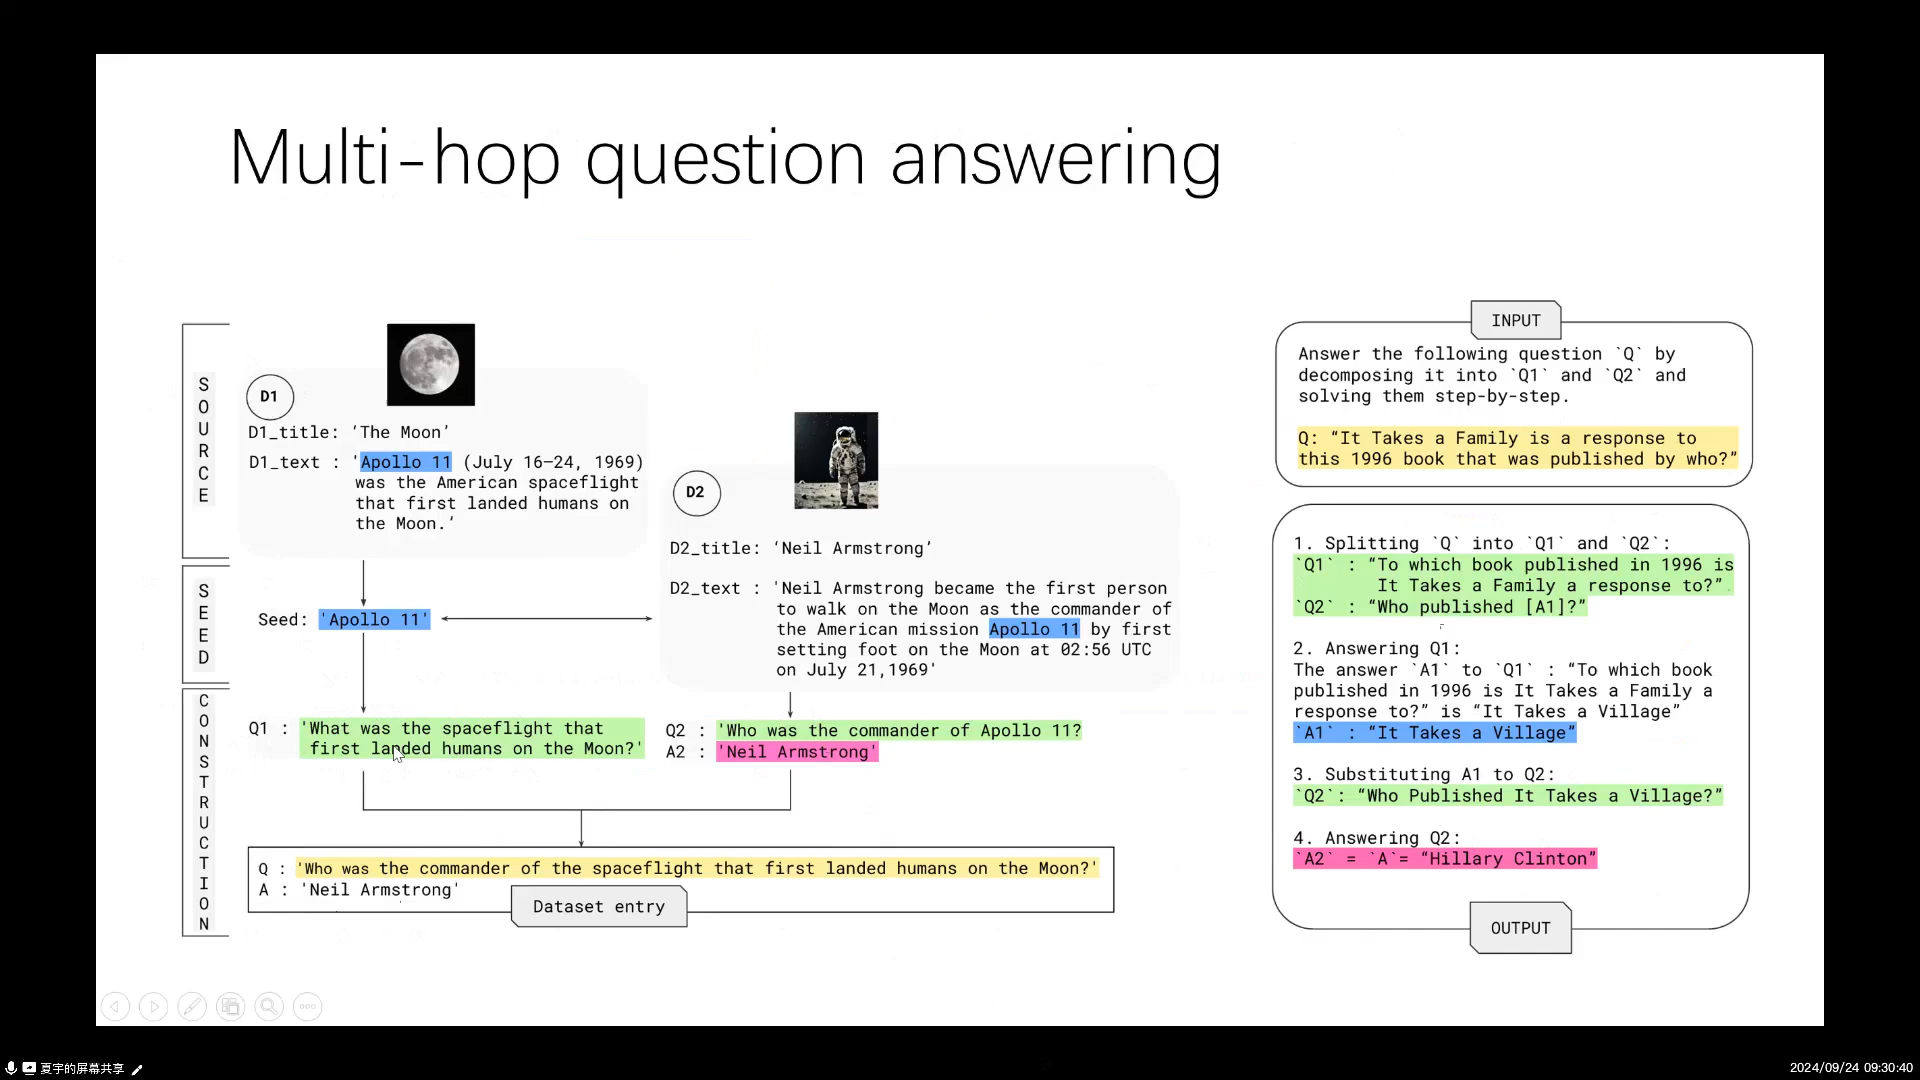 Multi-hop question answering
SOURCE
D1
D1_title: ‘The Moon’
D1_text : 'Apollo 11 (July 16–24, 1969)
was the American spaceflight
that first landed humans on
the Moon.’
D2
D2_title: ‘Neil Armstrong’
D2_text : 'Neil Armstrong became the first person
to walk on the Moon as the commander of
the American mission Apollo 11 by first
setting foot on the Moon at 02:56 UTC
on July 21,1969'
SEED
Seed: 'Apollo 11'
CONSTRUCTION
Q1 : 'What was the spaceflight that
first landed humans on the Moon?'
Q2 : 'Who was the commander of Apollo 11?
A2 : 'Neil Armstrong'
Q : 'Who was the commander of the spaceflight that first landed humans on the Moon?'
A : 'Neil Armstrong'
Dataset entry
INPUT
Answer the following question `Q` by
decomposing it into `Q1` and `Q2` and
solving them step-by-step.
Q: “It Takes a Family is a response to
this 1996 book that was published by who?”
1. Splitting `Q` into `Q1` and `Q2`:
`Q1` : “To which book published in 1996 is
It Takes a Family a response to?”
`Q2` : “Who published [A1]?”
2. Answering Q1:
The answer `A1` to `Q1` : “To which book
published in 1996 is It Takes a Family a
response to?” is “It Takes a Village”
`A1` : “It Takes a Village”
3. Substituting A1 to Q2:
`Q2`: “Who Published It Takes a Village?”
4. Answering Q2:
`A2` = `A`= “Hillary Clinton”
OUTPUT
夏宇的屏幕共享
2024/09/24 09:30:40